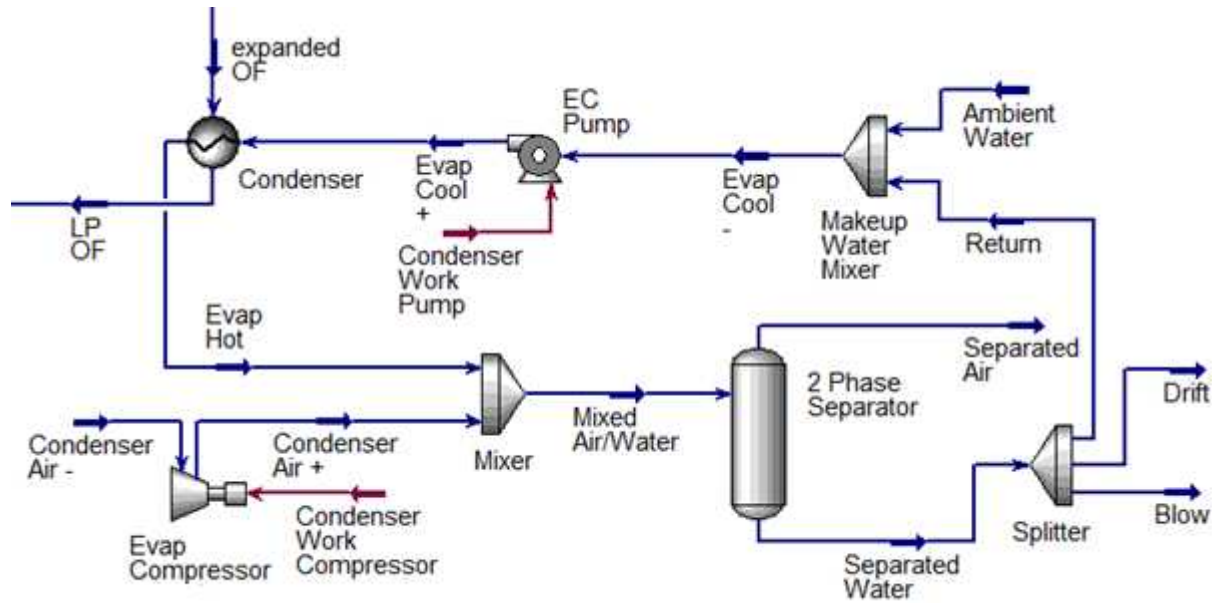 expanded
OF
EC
Pump
Ambient
Water
Condenser
Evap
Cool
+
Evap
Cool
-
Makeup
Water
Mixer
Return
LP
OF
Condenser
Work
Pump
Evap
Hot
Separated
Air
2 Phase
Separator
Drift
Mixed
Air/Water
Condenser
Air -
Condenser
Air +
Mixer
Blow
Splitter
Condenser
Work
Compressor
Evap
Compressor
Separated
Water